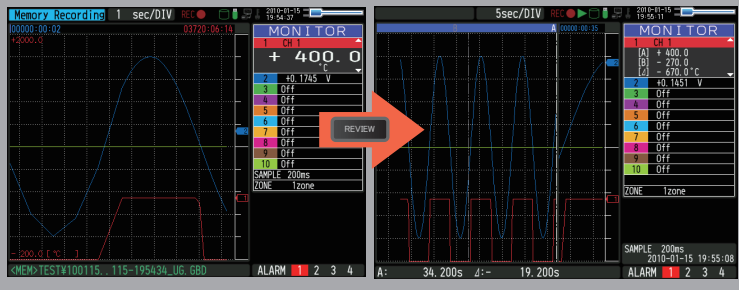 Memory Recording 1 sec/DIV REC 2010-01-15 19:54:37
00000:00:02 03720:06:14
+2000.0
-200.0[ ℃ ]
<MEM>TEST¥100115..115-195434_UG.GBD
MONITOR
1 CH 1
+ 400.0
℃
2 +0.1745 V
3 Off
4 Off
5 Off
6 Off
7 Off
8 Off
9 Off
10 Off
SAMPLE 200ms
ZONE 1zone
ALARM 1 2 3 4
REVIEW
5sec/DIV REC 2010-01-15 19:55:11
A 00000:00:35
2
1
A: 34.200s ⊿:- 19.200s
MONITOR
1 CH 1
[A] + 400.0
[B] - 270.0
[⊿] - 670.0℃
2 +0.1451 V
3 Off
4 Off
5 Off
6 Off
7 Off
8 Off
9 Off
10 Off
ZONE 1zone
SAMPLE 200ms
2010-01-15 19:55:08
ALARM 1 2 3 4